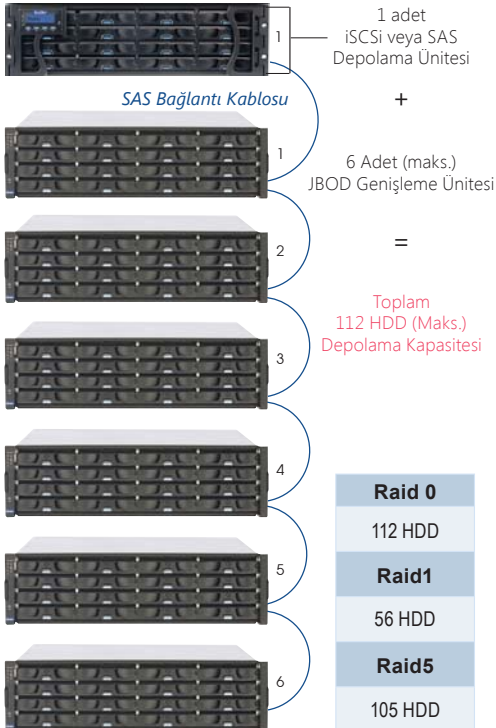 1
1 adet
iSCSi veya SAS
Depolama Ünitesi
SAS Bağlantı Kablosu
+
1
6 Adet (maks.)
JBOD Genişleme Ünitesi
2
=
Toplam
112 HDD (Maks.)
Depolama Kapasitesi
3
4
5
6
Raid 0
112 HDD
Raid1
56 HDD
Raid5
105 HDD